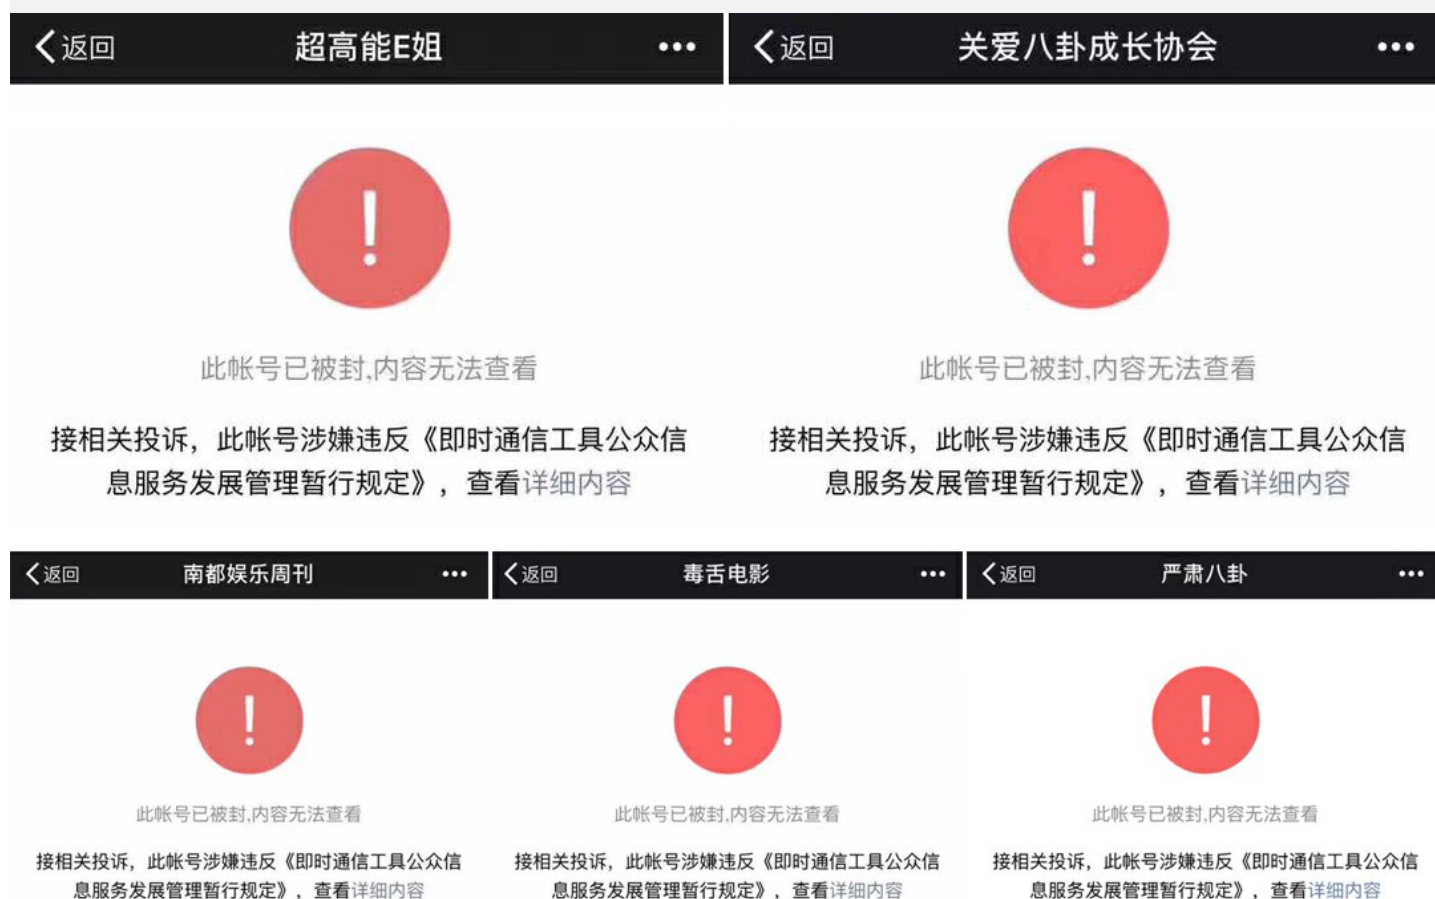 返回
超高能E姐
此帐号已被封,内容无法查看
接相关投诉，此帐号涉嫌违反《即时通信工具公众信
息服务发展管理暂行规定》，查看详细内容
返回
关爱八卦成长协会
此帐号已被封,内容无法查看
接相关投诉，此帐号涉嫌违反《即时通信工具公众信
息服务发展管理暂行规定》，查看详细内容
返回
南都娱乐周刊
此帐号已被封,内容无法查看
接相关投诉，此帐号涉嫌违反《即时通信工具公众信
息服务发展管理暂行规定》，查看详细内容
返回
毒舌电影
此帐号已被封,内容无法查看
接相关投诉，此帐号涉嫌违反《即时通信工具公众信
息服务发展管理暂行规定》，查看详细内容
返回
严肃八卦
此帐号已被封,内容无法查看
接相关投诉，此帐号涉嫌违反《即时通信工具公众信
息服务发展管理暂行规定》，查看详细内容